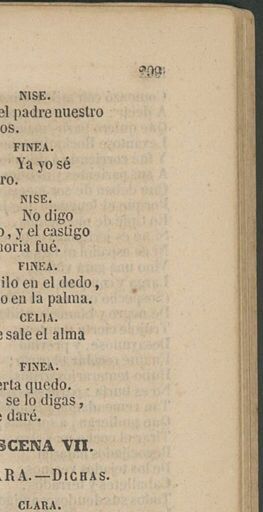 209
NISE.
el padre nuestro
os.
FINEA.
Ya yo sé
ro.
NISE.
No digo
o, y el castigo
noria fué.
FINEA.
ilo en el dedo,
o en la palma.
CELIA.
e sale el alma
FINEA.
erta quedo.
se lo digas,
e daré.
SCENA VII.
ARA.—DICHAS.
CLARA.